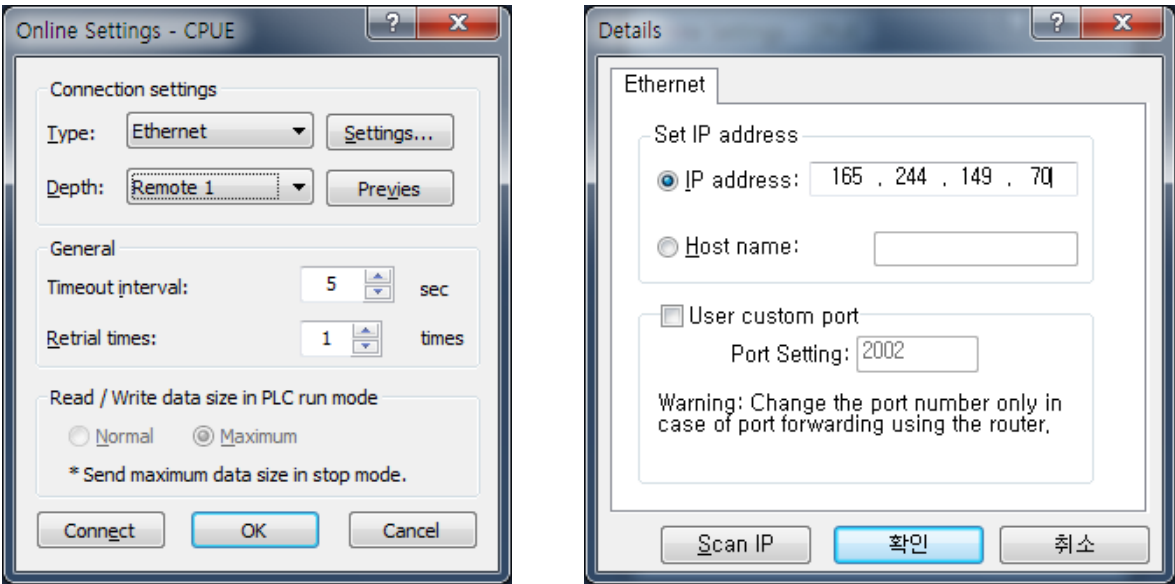 Online Settings - CPUE
Connection settings
Type: Ethernet Settings...
Depth: Remote 1 Previes
General
Timeout interval: 5 sec
Retrial times: 1 times
Read / Write data size in PLC run mode
Normal Maximum
* Send maximum data size in stop mode.
Connect OK Cancel
Details
Ethernet
Set IP address
IP address: 165 . 244 . 149 . 70
Host name:
User custom port
Port Setting: 2002
Warning: Change the port number only in
case of port forwarding using the router.
Scan IP 확인 취소